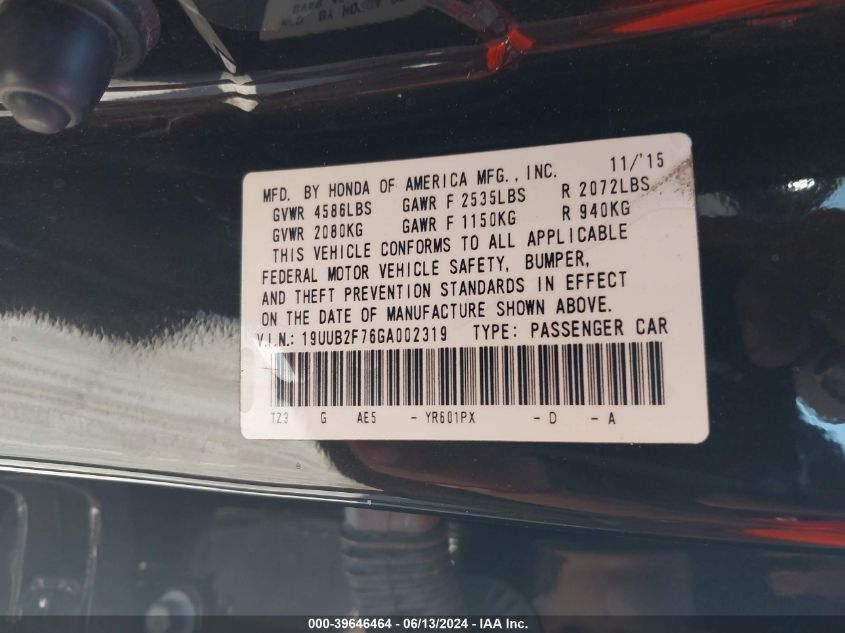 MFD. BY HONDA OF AMERICA MFG., INC. 11/'15
GVWR 4586LBS GAWR F 2535LBS R 2072LBS
GVWR 2080KG GAWR F 1150KG R 940KG
THIS VEHICLE CONFORMS TO ALL APPLICABLE
FEDERAL MOTOR VEHICLE SAFETY, BUMPER,
AND THEFT PREVENTION STANDARDS IN EFFECT
ON THE DATE OF MANUFACTURE SHOWN ABOVE.
V.I.N.: 19UUB2F76GA002319 TYPE: PASSENGER CAR
TZ3 G AE5 - YR601PX - D - A
000-39646464 / 06/13/2024 - IAA Inc.